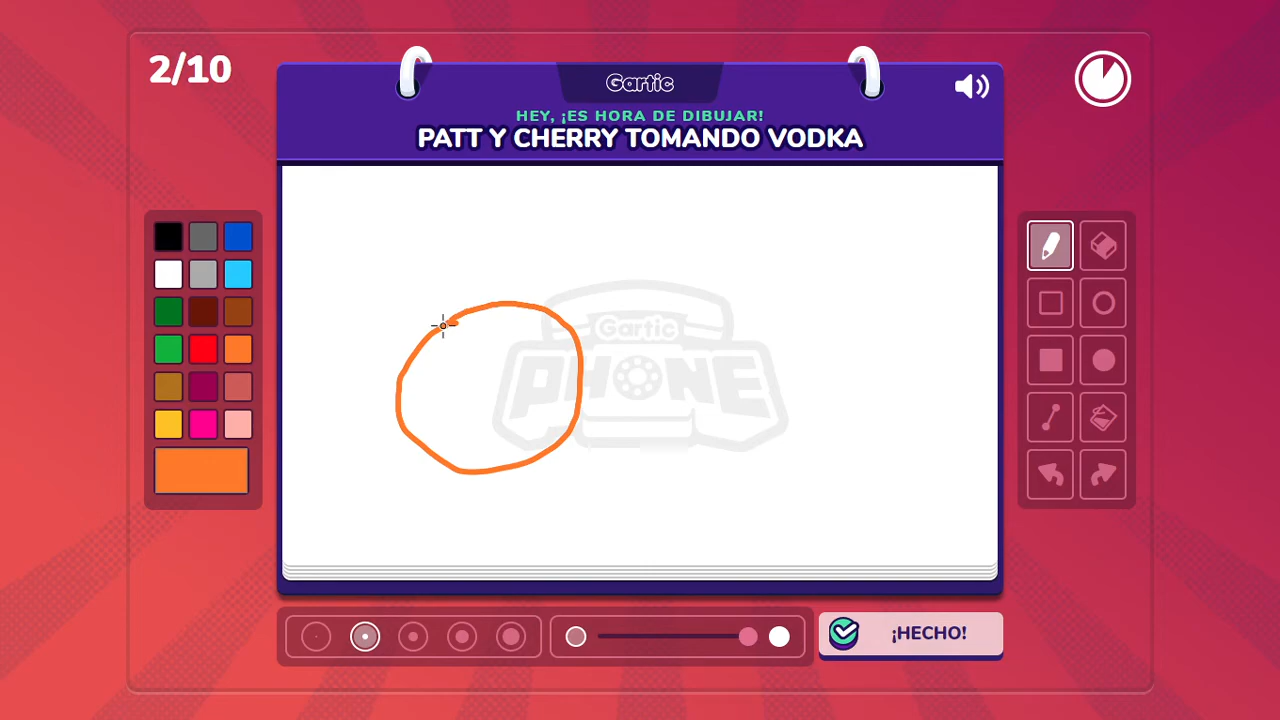 2/10
Gartic
HEY, ¡ES HORA DE DIBUJAR!
PATT Y CHERRY TOMANDO VODKA
Gartic
PHONE
¡HECHO!